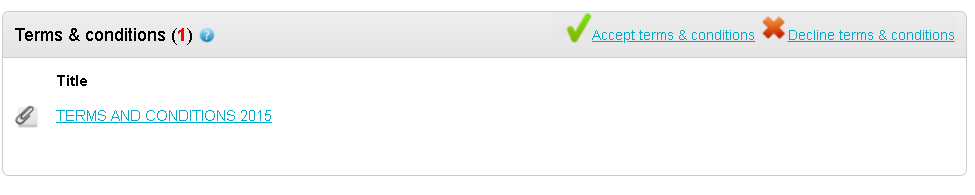 Terms & conditions (1) ? Accept terms & conditions Decline terms & conditions
Title
TERMS AND CONDITIONS 2015